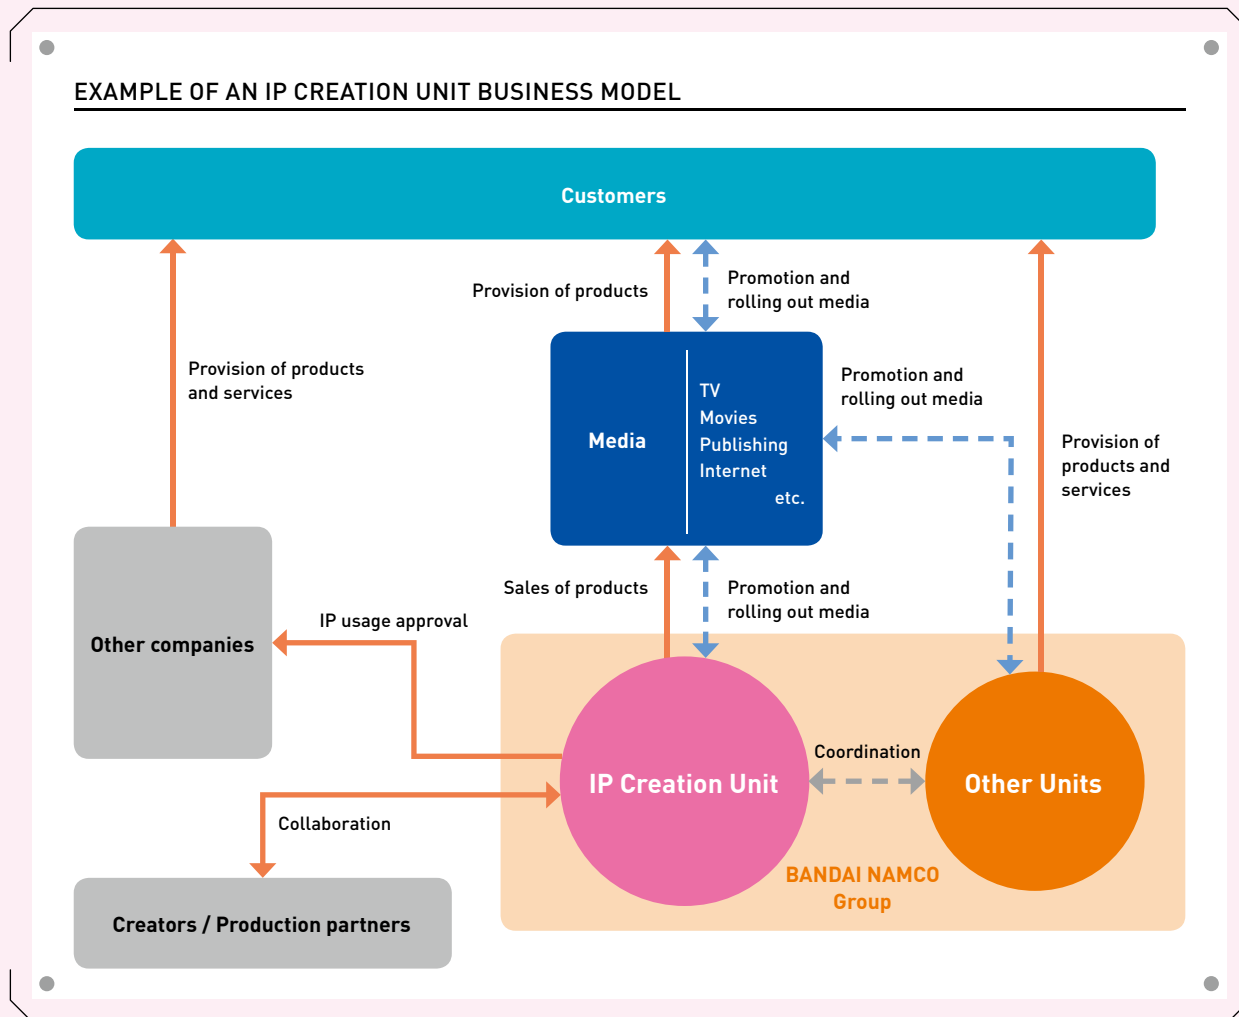 EXAMPLE OF AN IP CREATION UNIT BUSINESS MODEL
Customers
Provision of products
Promotion and
rolling out media
Provision of products
and services
Media
TV
Movies
Publishing
Internet
etc.
Promotion and
rolling out media
Provision of
products and
services
Sales of products
Promotion and
rolling out media
Other companies
IP usage approval
IP Creation Unit
Coordination
Other Units
Collaboration
BANDAI NAMCO
Group
Creators / Production partners